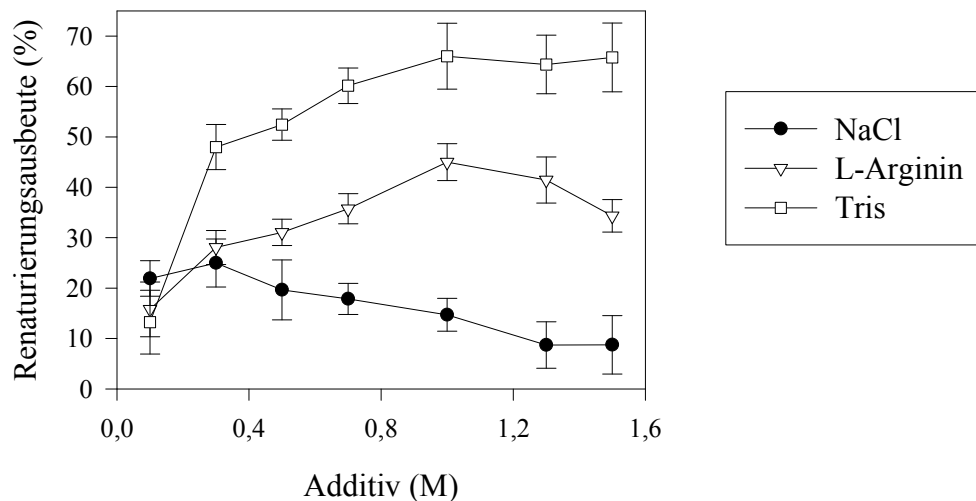 Renaturierungsausbeute (%)
70
60
50
40
30
20
10
0
0,0
0,4
0,8
1,2
1,6
Additiv (M)
NaCl
L-Arginin
Tris